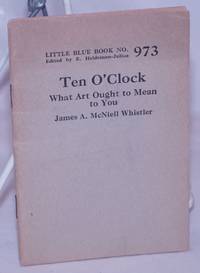 LITTLE BLUE BOOK NO. 973
Edited by E. Haldeman-Julius
Ten O'Clock
What Art Ought to Mean
to You
James A. McNiell Whistler